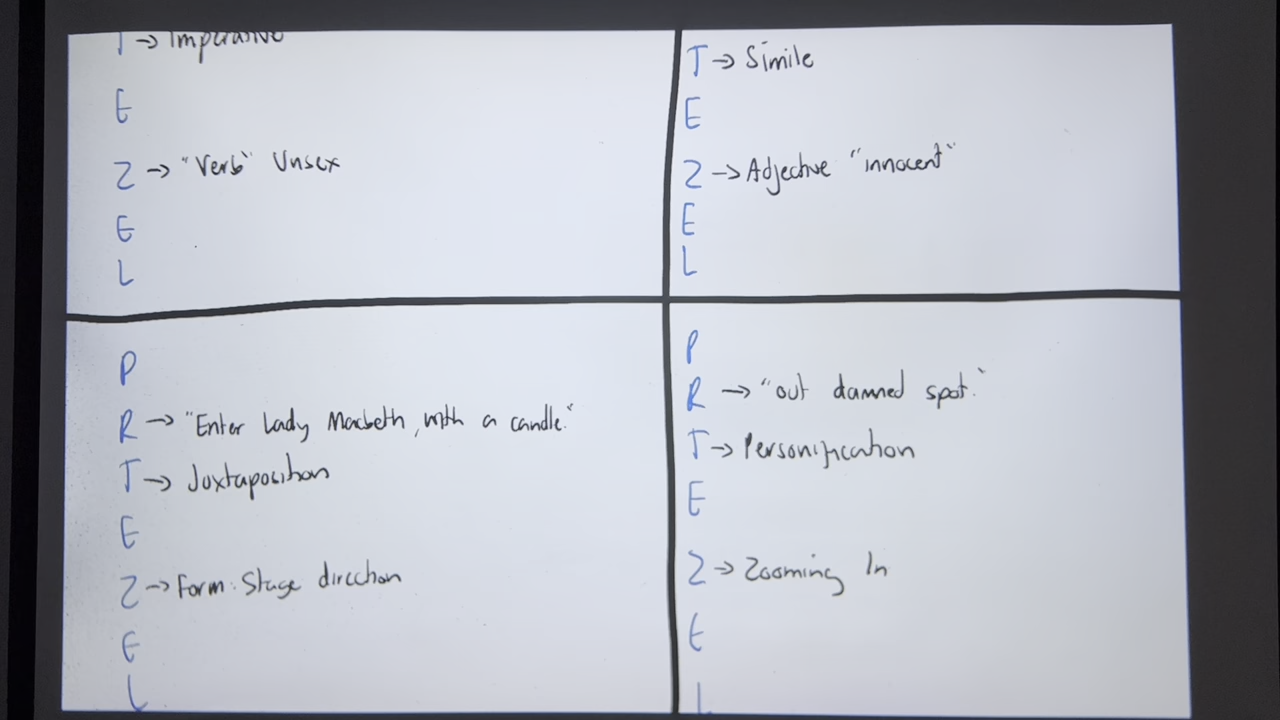 T → Imperative
E
Z → "Verb" Unsex
E
L
T → Simile
E
Z → Adjective "innocent"
E
L
P
R → "Enter Lady Macbeth, with a candle."
T → Juxtaposition
E
Z → Form: Stage direction
E
L
P
R → "out damned spot."
T → Personification
E
Z → Zooming In
E
L